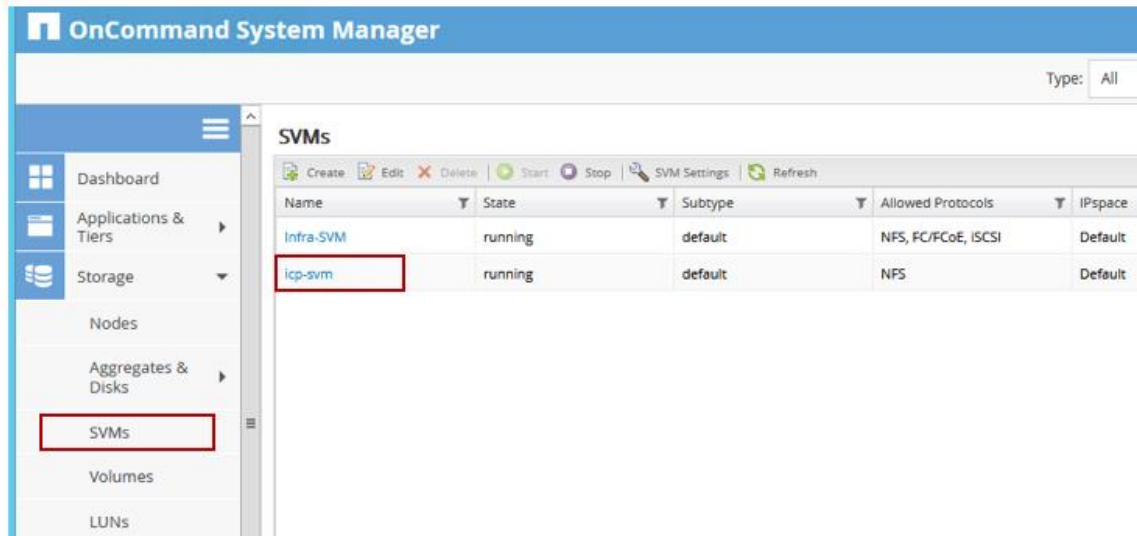 OnCommand System Manager
Type: All
SVMs
Create Edit Delete Start Stop SVM Settings Refresh
Dashboard
Name State Subtype Allowed Protocols IPspace
Applications &
Tiers
Infra-SVM running default NFS, FC/FCoE, iSCSI Default
Storage
icp-svm running default NFS Default
Nodes
Aggregates &
Disks
SVMs
Volumes
LUNs